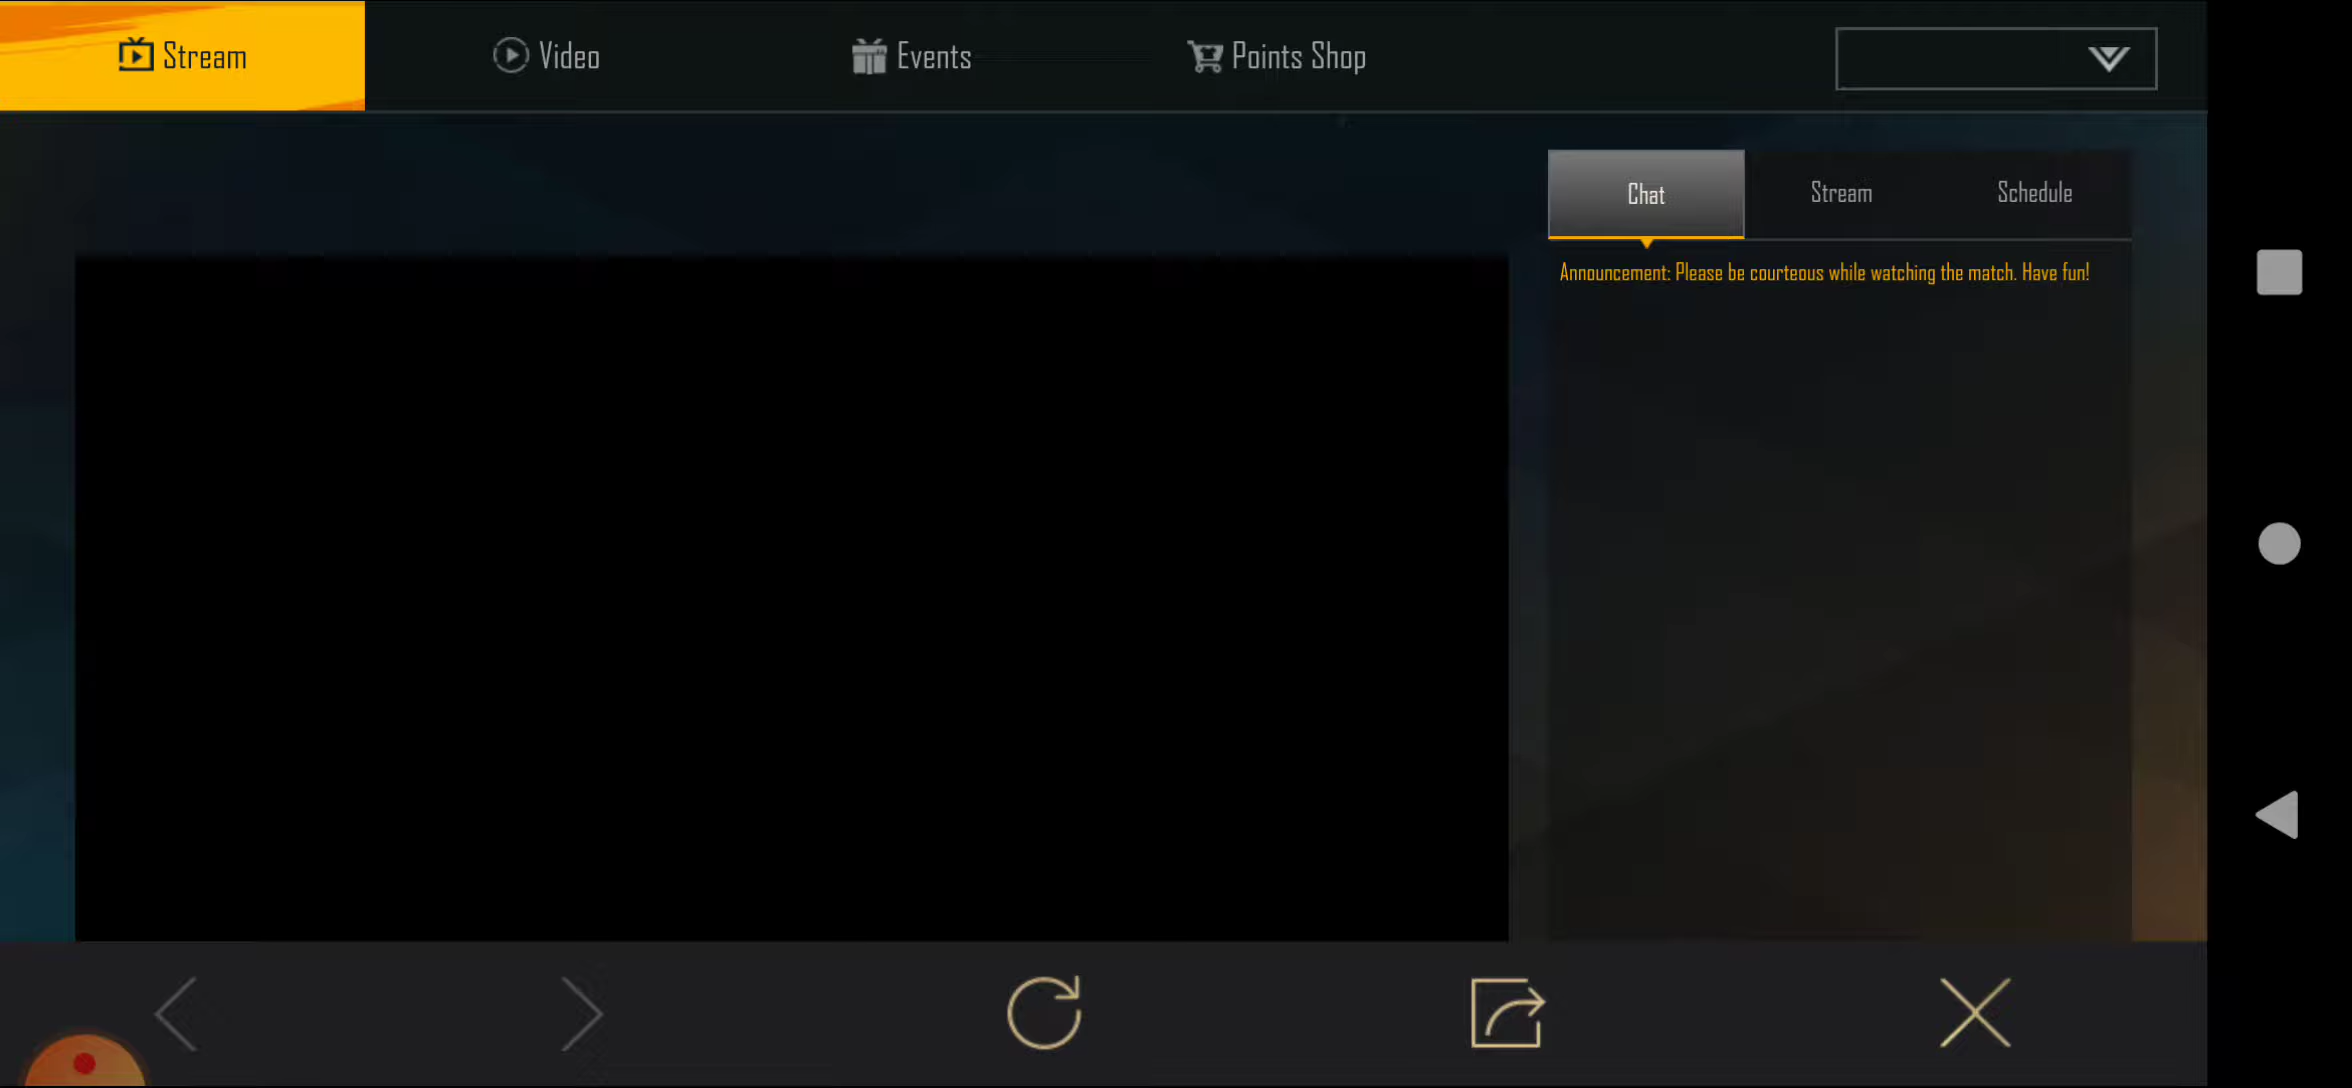 Stream
Video
Events
Points Shop
Chat
Stream
Schedule
Announcement: Please be courteous while watching the match. Have fun!